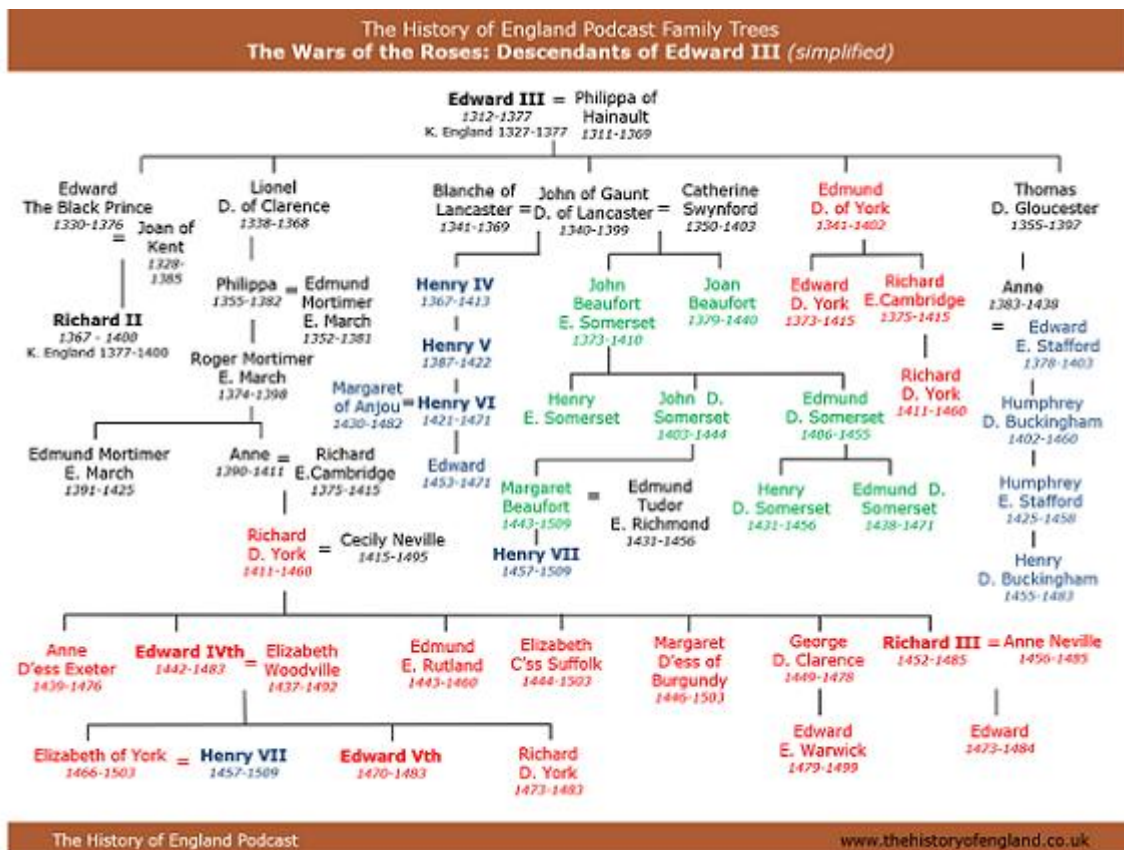 The History of England Podcast Family Trees
The Wars of the Roses: Descendants of Edward III (simplified)
Edward III = Philippa of
1312-1377 Hainault
K. England 1327-1377 1311-1369
Edward
The Black Prince
1330-1376
= Joan of
Kent
1328-
1385
Lionel
D. of Clarence
1338-1368
Blanche of
Lancaster =
1341-1369
John of Gaunt
D. of Lancaster =
1340-1399
Catherine
Swynford
1350-1403
Edmund
D. of York
1341-1402
Thomas
D. Gloucester
1355-1397
Richard II
1367 - 1400
K. England 1377-1400
Philippa =
1355-1382
Edmund
Mortimer
E. March
1352-1381
Henry IV
1367-1413
John
Beaufort
E. Somerset
1373-1410
Joan
Beaufort
1379-1440
Edward
D. York
1373-1415
Richard
E.Cambridge
1375-1415
Anne
1383-1438
= Edward
E. Stafford
1378-1403
Roger Mortimer
E. March
1374-1398
Henry V
1387-1422
Margaret
of Anjou =
1430-1482
Henry VI
1421-1471
Henry
E. Somerset
John D.
Somerset
1403-1444
Edmund
D. Somerset
1406-1455
Richard
D. York
1411-1460
Humphrey
D. Buckingham
1402-1460
Edmund Mortimer
E. March
1391-1425
Anne =
1390-1411
Richard
E.Cambridge
1375-1415
Edward
1453-1471
Margaret
Beaufort =
1443-1509
Edmund
Tudor
E. Richmond
1431-1456
Henry
D. Somerset
1431-1456
Edmund D.
Somerset
1438-1471
Humphrey
E. Stafford
1425-1458
Richard
D. York =
1411-1460
Cecily Neville
1415-1495
Henry VII
1457-1509
Henry
D. Buckingham
1455-1483
Anne
D'ess Exeter
1439-1476
Edward IVth =
1442-1483
Elizabeth
Woodville
1437-1492
Edmund
E. Rutland
1443-1460
Elizabeth
C'ss Suffolk
1444-1503
Margaret
D'ess of
Burgundy
1446-1503
George
D. Clarence
1449-1478
Richard III =
1452-1485
Anne Neville
1456-1485
Elizabeth of York =
1466-1503
Henry VII
1457-1509
Edward Vth
1470-1483
Richard
D. York
1473-1483
Edward
E. Warwick
1479-1499
Edward
1473-1484
The History of England Podcast
www.thehistoryofengland.co.uk